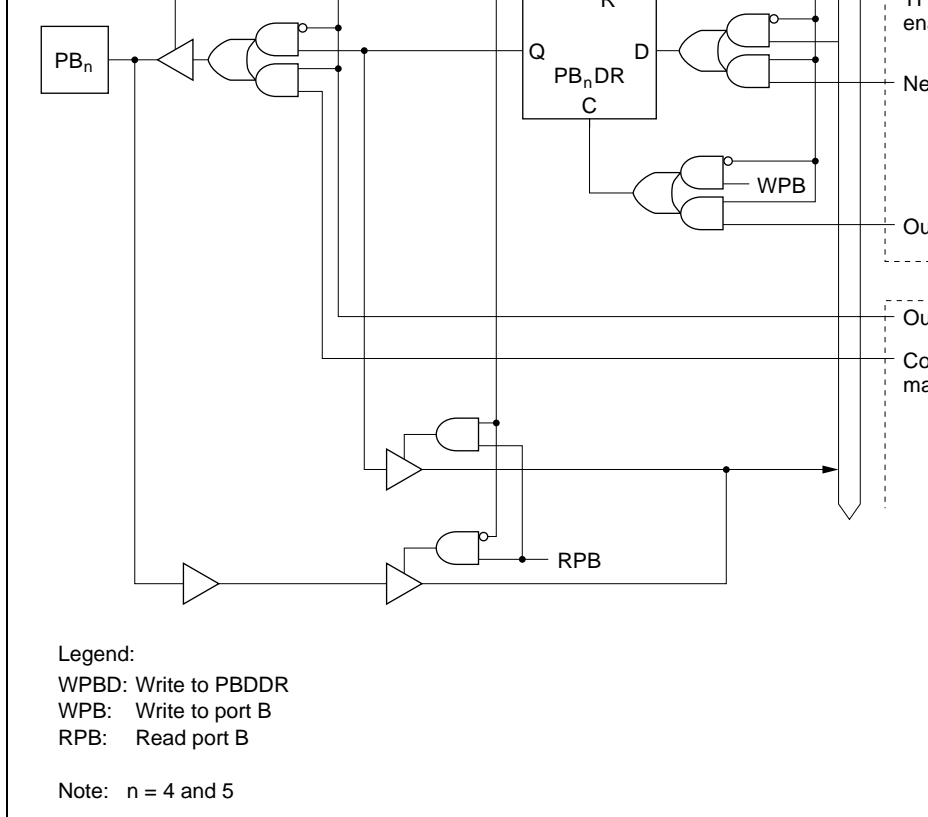 PBn
Q
D
PBnDR
C
WPB
RPB
Legend:
WPBD: Write to PBDDR
WPB: Write to port B
RPB: Read port B
Note: n = 4 and 5